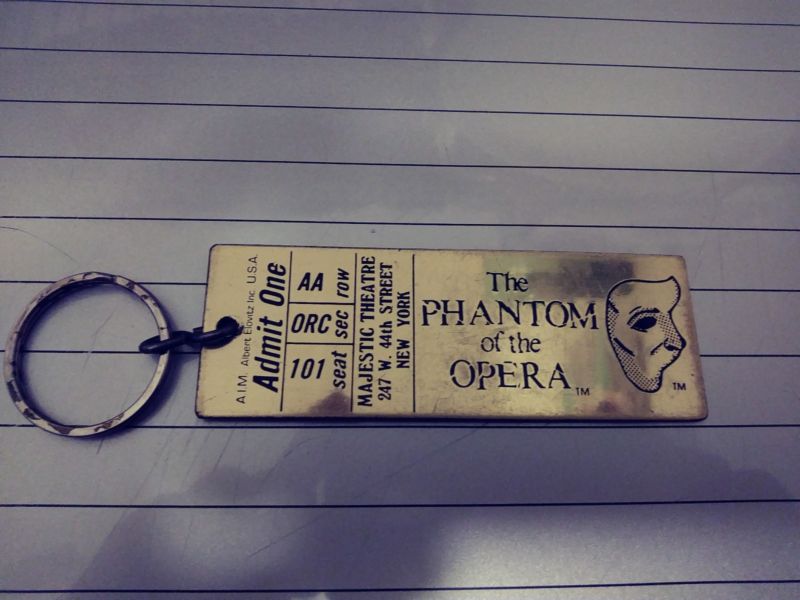 A.I.M. Albert Elovitz Inc. U.S.A.
Admit One
AA row
ORC sec
101 seat
MAJESTIC THEATRE
247 W. 44th STREET
NEW YORK
The
PHANTOM
of the
OPERA TM
TM